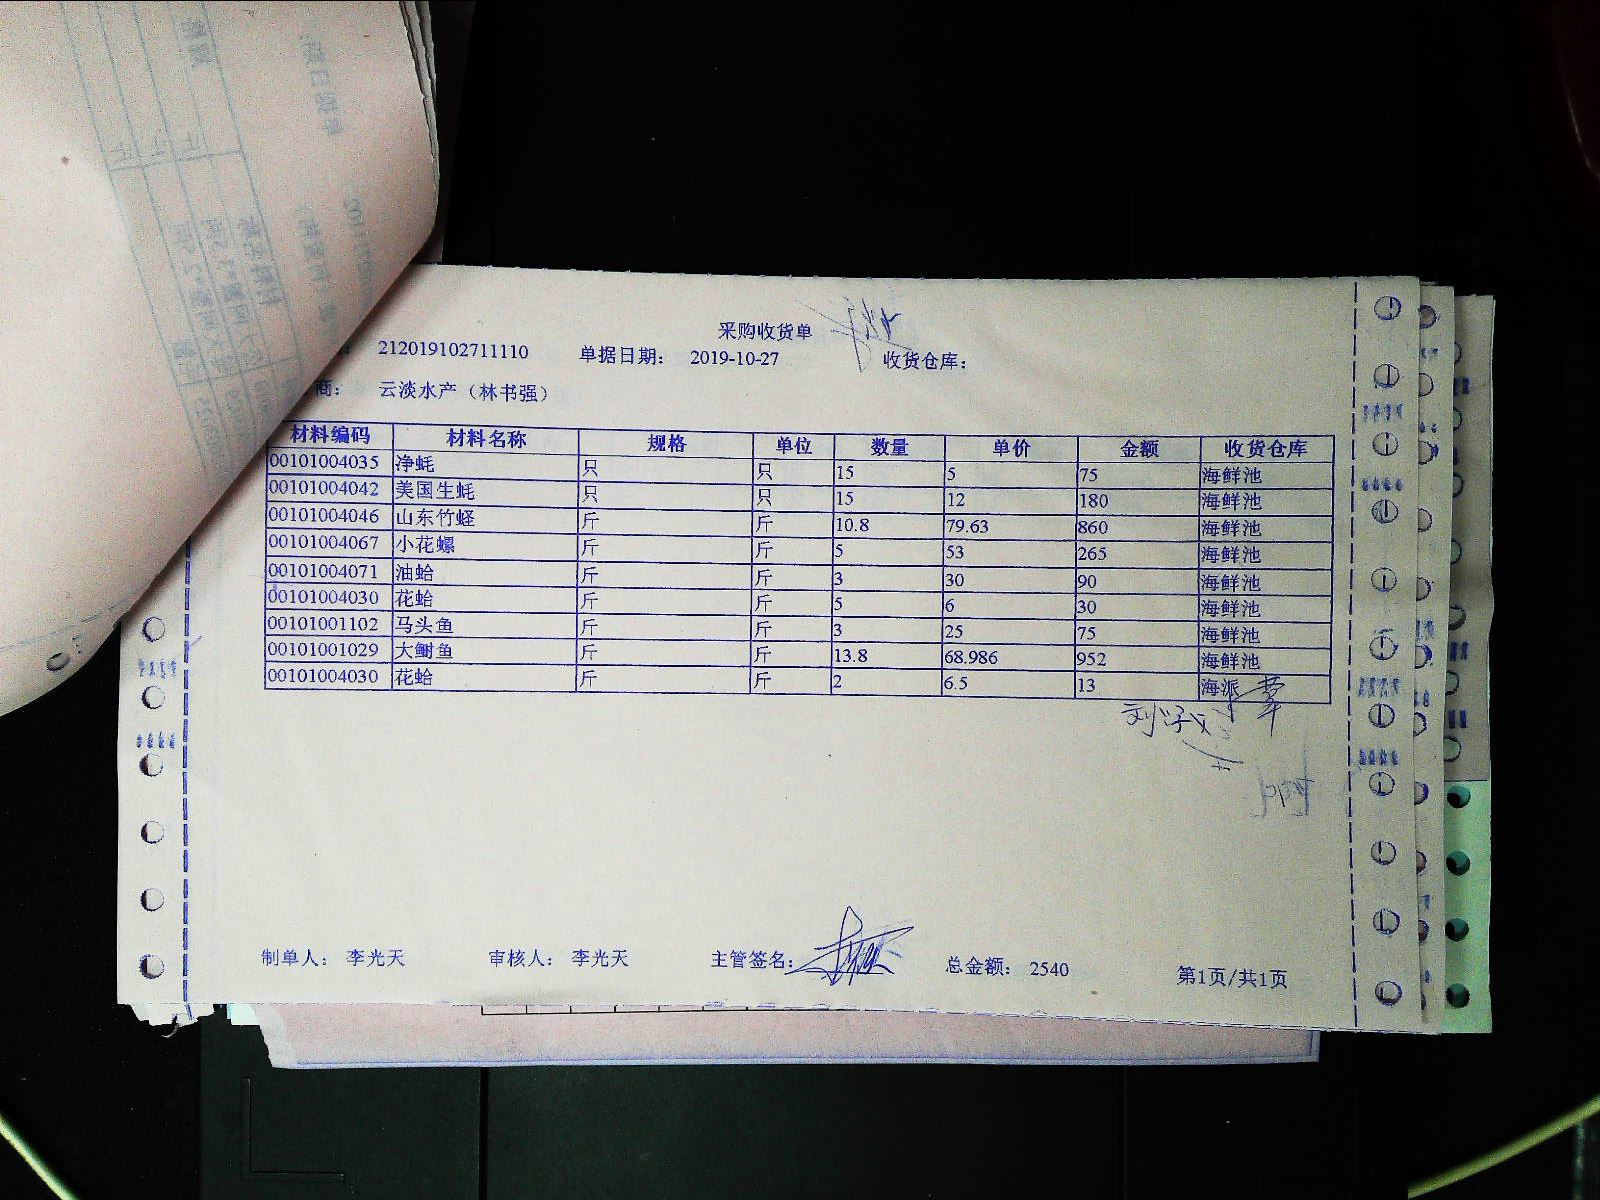 采购收货单
212019102711110 单据日期： 2019-10-27 收货仓库：
商： 云淡水产（林书强）
材料编码 材料名称 规格 单位 数量 单价 金额 收货仓库
00101004035 净蚝 只 只 15 5 75 海鲜池
00101004042 美国生蚝 只 只 15 12 180 海鲜池
00101004046 山东竹蛏 斤 斤 10.8 79.63 860 海鲜池
00101004067 小花螺 斤 斤 5 53 265 海鲜池
00101004071 油蛤 斤 斤 3 30 90 海鲜池
00101004030 花蛤 斤 斤 5 6 30 海鲜池
00101001102 马头鱼 斤 斤 3 25 75 海鲜池
00101001029 大鲥鱼 斤 斤 13.8 68.986 952 海鲜池
00101004030 花蛤 斤 斤 2 6.5 13 海派
制单人： 李光天 审核人： 李光天 主管签名： 总金额： 2540
第1页/共1页